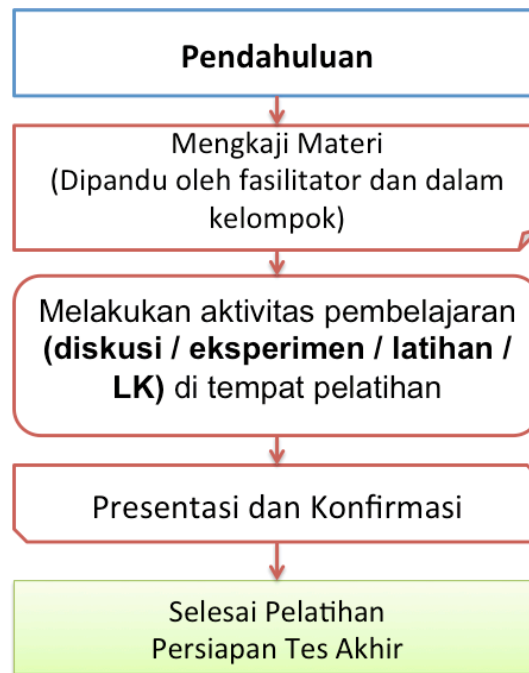 Pendahuluan
Mengkaji Materi
(Dipandu oleh fasilitator dan dalam
kelompok)
Melakukan aktivitas pembelajaran
(diskusi / eksperimen / latihan /
LK) di tempat pelatihan
Presentasi dan Konfirmasi
Selesai Pelatihan
Persiapan Tes Akhir